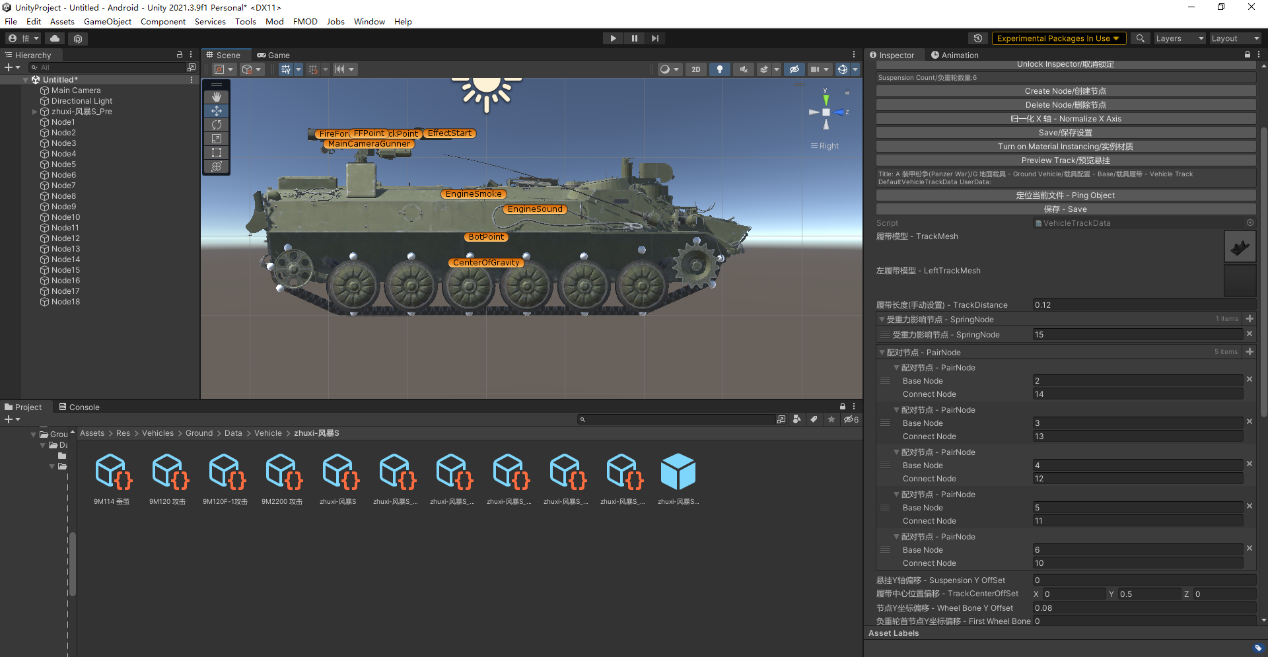 UnityProject - Untitled - Android - Unity 2021.3.9f1 Personal* <DX11>
File Edit Assets GameObject Component Services Tools Mod FMOD Jobs Window Help
Experimental Packages In Use
Layers
Layout
Hierarchy
All
Untitled*
Main Camera
Directional Light
zhuxi-风暴S_Pre
Node1
Node2
Node3
Node4
Node5
Node6
Node7
Node8
Node9
Node10
Node11
Node12
Node13
Node14
Node15
Node16
Node17
Node18
Scene
Game
2D
FFPoint
EffectStart
MainCameraGunner
EngineSmoke
EngineSound
BotPoint
CenterOfGravity
Y
Z
Right
Inspector
Animation
Unlock Inspector/取消锁定
Suspension Count/负重轮数量:6
Create Node/创建节点
Delete Node/删除节点
归一化 X 轴 - Normalize X Axis
Save/保存设置
Turn on Material Instancing/实例材质
Preview Track/预览悬挂
Title: A 装甲纷争(Panzer War)/G 地面载具 - Ground Vehicle/载具配置 - Base/载具履带 - Vehicle Track
DefaultVehicleTrackData UserData:
定位当前文件 - Ping Object
保存 - Save
Script VehicleTrackData
履带模型 - TrackMesh
左履带模型 - LeftTrackMesh
履带长度(手动设置) - TrackDistance 0.12
受重力影响节点 - SpringNode 1 items
受重力影响节点 - SpringNode 15
配对节点 - PairNode 5 items
配对节点 - PairNode
Base Node 2
Connect Node 14
配对节点 - PairNode
Base Node 3
Connect Node 13
配对节点 - PairNode
Base Node 4
Connect Node 12
配对节点 - PairNode
Base Node 5
Connect Node 11
配对节点 - PairNode
Base Node 6
Connect Node 10
悬挂Y轴偏移 - Suspension Y OffSet 0
履带中心位置偏移 - TrackCenterOffSet X 0 Y 0.5 Z 0
节点Y坐标偏移 - Wheel Bone Y Offset 0.08
负重轮首节点Y坐标偏移 - First Wheel Bone 0
Asset Labels
Project
Console
6
Assets > Res > Vehicles > Ground > Data > Vehicle > zhuxi-风暴S
9M114 垂萤
9M120 攻击
9M120F-1攻击
9M2200 攻击
zhuxi-风暴S
zhuxi-风暴S_...
zhuxi-风暴S_...
zhuxi-风暴S_...
zhuxi-风暴S_...
zhuxi-风暴S_...
zhuxi-风暴S...